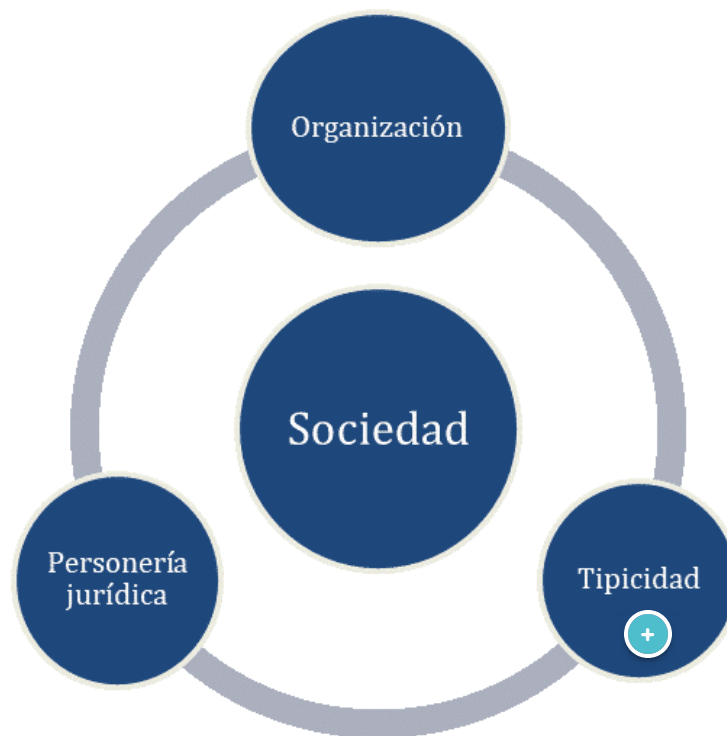 Organización
Sociedad
Personería
jurídica
Tipicidad
+